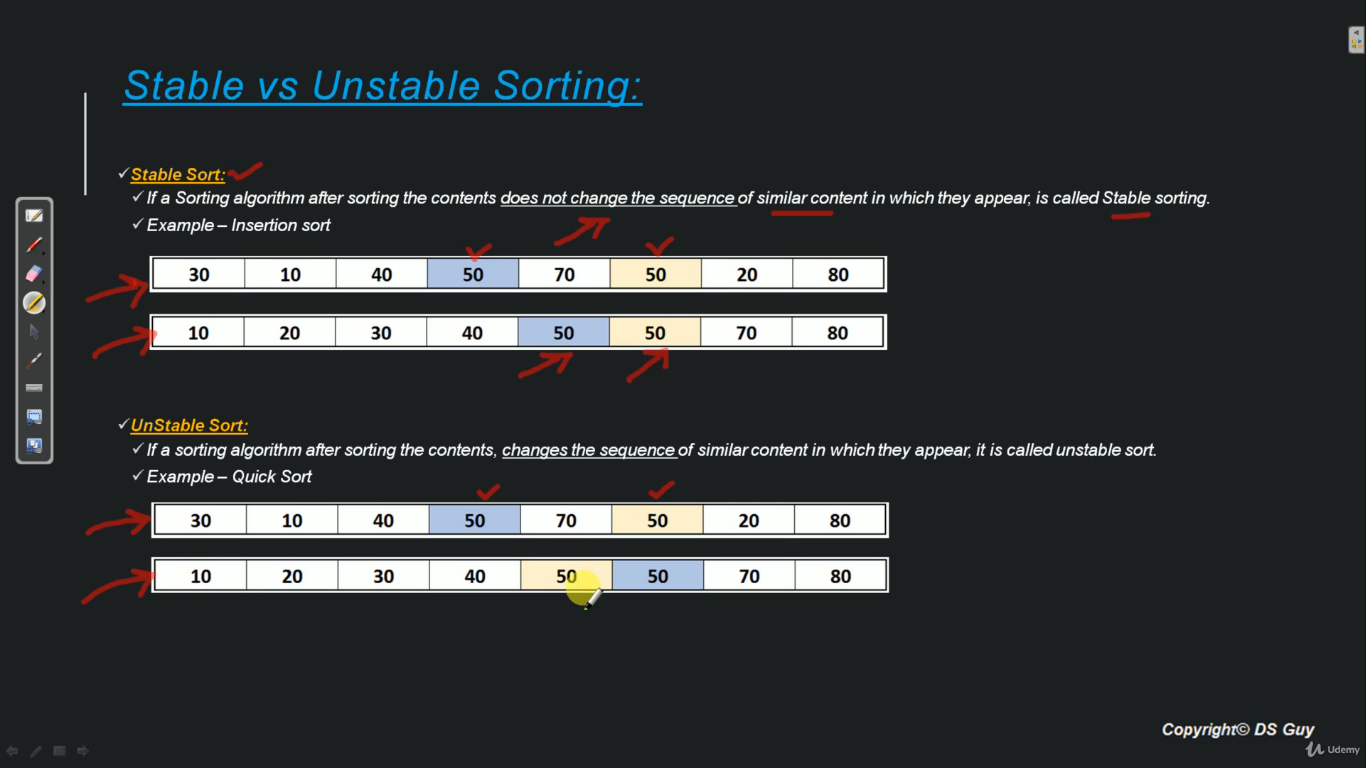 Stable vs Unstable Sorting:
Stable Sort:
If a Sorting algorithm after sorting the contents does not change the sequence of similar content in which they appear, is called Stable sorting.
Example – Insertion sort
30 10 40 50 70 50 20 80
10 20 30 40 50 50 70 80
UnStable Sort:
If a sorting algorithm after sorting the contents, changes the sequence of similar content in which they appear, it is called unstable sort.
Example – Quick Sort
30 10 40 50 70 50 20 80
10 20 30 40 50 50 70 80
Copyright© DS Guy
Udemy